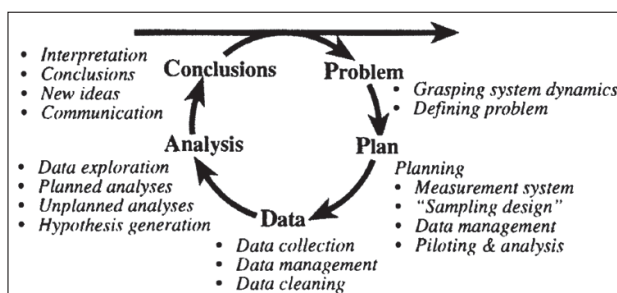 • Interpretation
• Conclusions
• New ideas
• Communication
Conclusions
Problem
• Grasping system dynamics
• Defining problem
Analysis
Plan
• Data exploration
• Planned analyses
• Unplanned analyses
• Hypothesis generation
Planning
• Measurement system
• “Sampling design”
• Data management
• Piloting & analysis
Data
• Data collection
• Data management
• Data cleaning